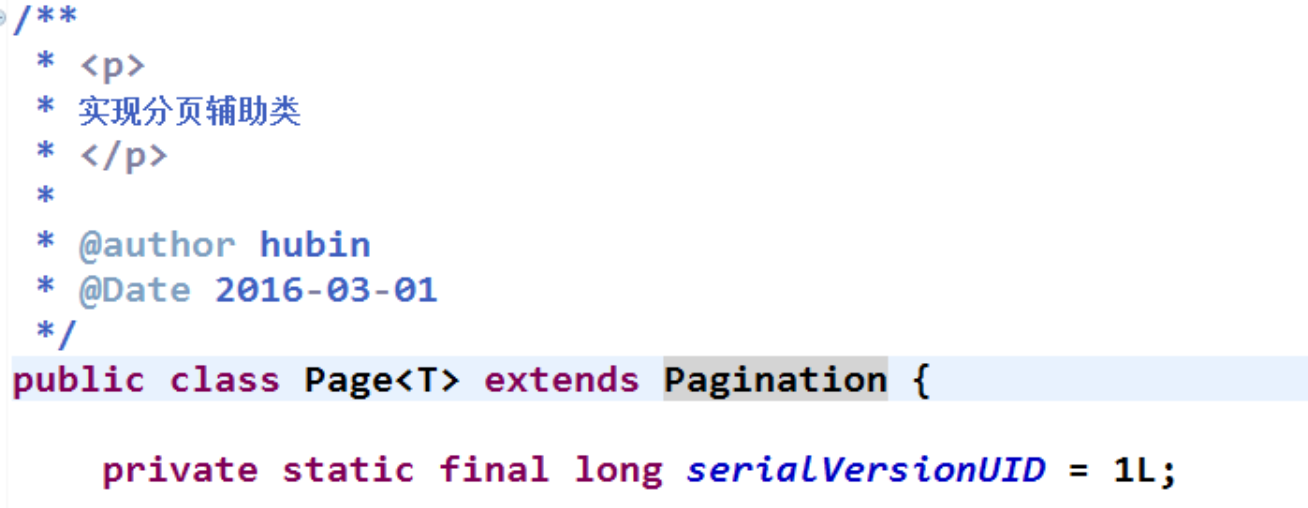 /**
 * <p>
 * 实现分页辅助类
 * </p>
 *
 * @author hubin
 * @Date 2016-03-01
 */
public class Page<T> extends Pagination {
    private static final long serialVersionUID = 1L;